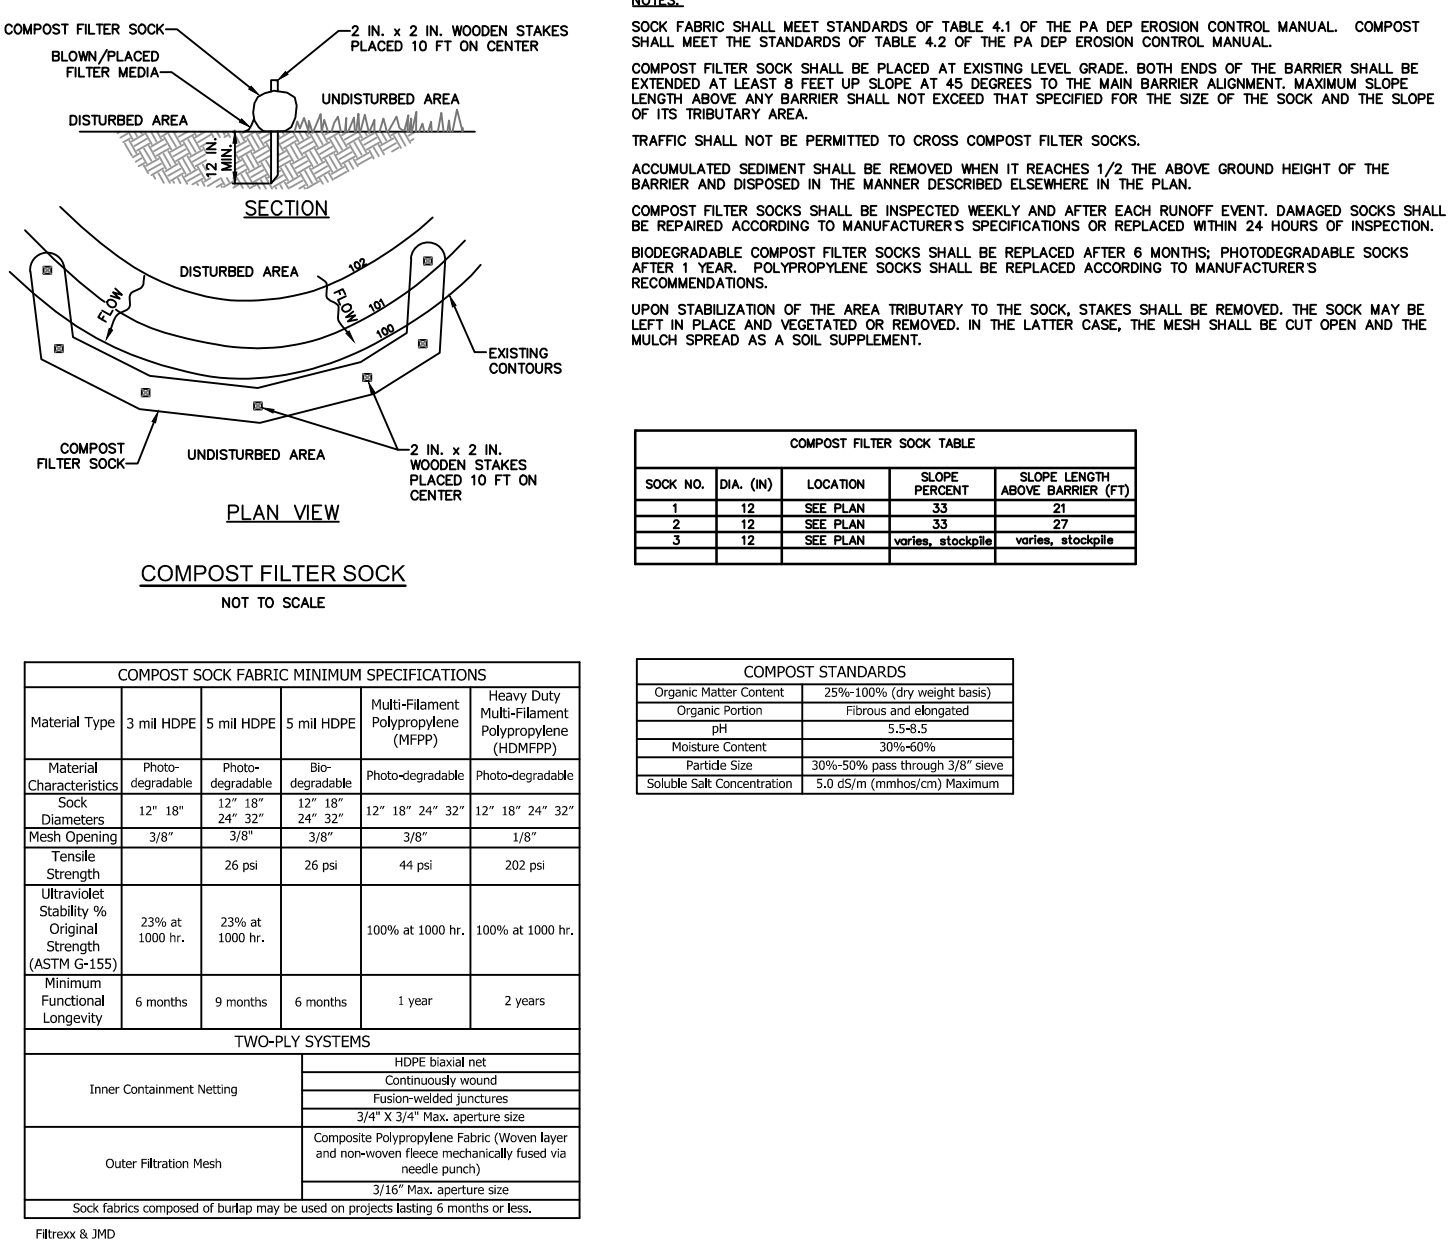 COMPOST FILTER SOCK
BLOWN/PLACED
FILTER MEDIA
2 IN. x 2 IN. WOODEN STAKES
PLACED 10 FT ON CENTER
UNDISTURBED AREA
DISTURBED AREA
12 IN.
MIN.
SECTION
DISTURBED AREA
102
101
100
FLOW
FLOW
EXISTING
CONTOURS
COMPOST
FILTER SOCK
UNDISTURBED AREA
2 IN. x 2 IN.
WOODEN STAKES
PLACED 10 FT ON
CENTER
PLAN VIEW
COMPOST FILTER SOCK
NOT TO SCALE
NOTES:
SOCK FABRIC SHALL MEET STANDARDS OF TABLE 4.1 OF THE PA DEP EROSION CONTROL MANUAL. COMPOST
SHALL MEET THE STANDARDS OF TABLE 4.2 OF THE PA DEP EROSION CONTROL MANUAL.
COMPOST FILTER SOCK SHALL BE PLACED AT EXISTING LEVEL GRADE. BOTH ENDS OF THE BARRIER SHALL BE
EXTENDED AT LEAST 8 FEET UP SLOPE AT 45 DEGREES TO THE MAIN BARRIER ALIGNMENT. MAXIMUM SLOPE
LENGTH ABOVE ANY BARRIER SHALL NOT EXCEED THAT SPECIFIED FOR THE SIZE OF THE SOCK AND THE SLOPE
OF ITS TRIBUTARY AREA.
TRAFFIC SHALL NOT BE PERMITTED TO CROSS COMPOST FILTER SOCKS.
ACCUMULATED SEDIMENT SHALL BE REMOVED WHEN IT REACHES 1/2 THE ABOVE GROUND HEIGHT OF THE
BARRIER AND DISPOSED IN THE MANNER DESCRIBED ELSEWHERE IN THE PLAN.
COMPOST FILTER SOCKS SHALL BE INSPECTED WEEKLY AND AFTER EACH RUNOFF EVENT. DAMAGED SOCKS SHALL
BE REPAIRED ACCORDING TO MANUFACTURER'S SPECIFICATIONS OR REPLACED WITHIN 24 HOURS OF INSPECTION.
BIODEGRADABLE COMPOST FILTER SOCKS SHALL BE REPLACED AFTER 6 MONTHS; PHOTODEGRADABLE SOCKS
AFTER 1 YEAR. POLYPROPYLENE SOCKS SHALL BE REPLACED ACCORDING TO MANUFACTURER'S
RECOMMENDATIONS.
UPON STABILIZATION OF THE AREA TRIBUTARY TO THE SOCK, STAKES SHALL BE REMOVED. THE SOCK MAY BE
LEFT IN PLACE AND VEGETATED OR REMOVED. IN THE LATTER CASE, THE MESH SHALL BE CUT OPEN AND THE
MULCH SPREAD AS A SOIL SUPPLEMENT.
COMPOST FILTER SOCK TABLE
SOCK NO. DIA. (IN) LOCATION SLOPE PERCENT SLOPE LENGTH ABOVE BARRIER (FT)
1 12 SEE PLAN 33 21
2 12 SEE PLAN 33 27
3 12 SEE PLAN varies, stockpile varies, stockpile
COMPOST SOCK FABRIC MINIMUM SPECIFICATIONS
Material Type 3 mil HDPE 5 mil HDPE 5 mil HDPE Multi-Filament Polypropylene (MFPP) Heavy Duty Multi-Filament Polypropylene (HDMFPP)
Material Characteristics Photo-degradable Photo-degradable Bio-degradable Photo-degradable Photo-degradable
Sock Diameters 12" 18" 12" 18" 24" 32" 12" 18" 24" 32" 12" 18" 24" 32" 12" 18" 24" 32"
Mesh Opening 3/8" 3/8" 3/8" 3/8" 1/8"
Tensile Strength 26 psi 26 psi 44 psi 202 psi
Ultraviolet Stability % Original Strength (ASTM G-155) 23% at 1000 hr. 23% at 1000 hr. 100% at 1000 hr. 100% at 1000 hr.
Minimum Functional Longevity 6 months 9 months 6 months 1 year 2 years
TWO-PLY SYSTEMS
Inner Containment Netting
HDPE biaxial net
Continuously wound
Fusion-welded junctures
3/4" X 3/4" Max. aperture size
Outer Filtration Mesh
Composite Polypropylene Fabric (Woven layer
and non-woven fleece mechanically fused via
needle punch)
3/16" Max. aperture size
Sock fabrics composed of burlap may be used on projects lasting 6 months or less.
Filtrexx & JMD
COMPOST STANDARDS
Organic Matter Content 25%-100% (dry weight basis)
Organic Portion Fibrous and elongated
pH 5.5-8.5
Moisture Content 30%-60%
Particle Size 30%-50% pass through 3/8" sieve
Soluble Salt Concentration 5.0 dS/m (mmhos/cm) Maximum